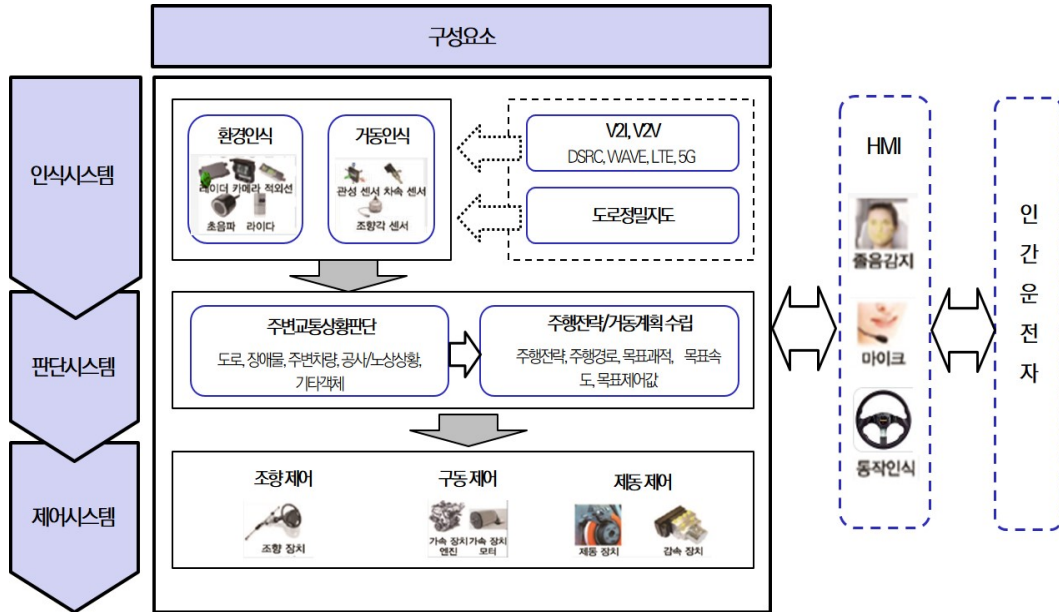 구성요소
인식시스템
환경인식
레이더 카메라 적외선
초음파 라이다
거동인식
관성 센서 차속 센서
조향각 센서
V2I, V2V
DSRC, WAVE, LTE, 5G
도로정밀지도
판단시스템
주변교통상황판단
도로, 장애물, 주변차량, 공사/노상상황,
기타객체
주행전략/거동계획 수립
주행전략, 주행경로, 목표괘적, 목표속
도, 목표제어값
제어시스템
조향 제어
조향 장치
구동 제어
가속 장치 가속 장치
엔진 모터
제동 제어
제동 장치
감속 장치
HMI
졸음감지
마이크
동작인식
인
간
운
전
자